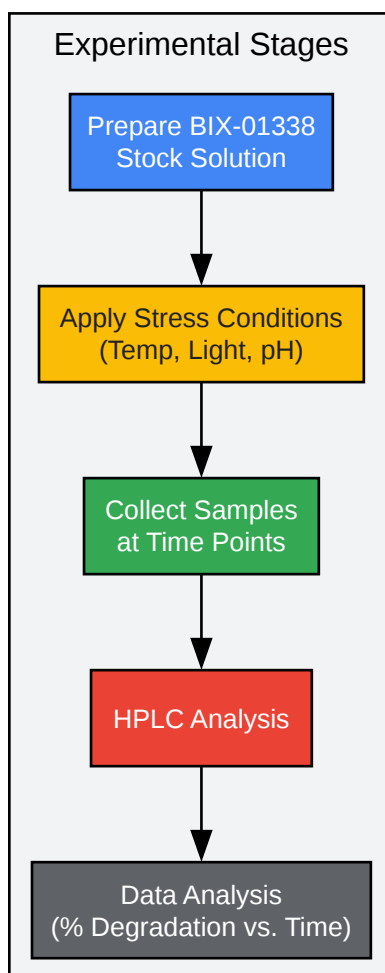 Experimental Stages
Prepare BIX-01338
Stock Solution
Apply Stress Conditions
(Temp, Light, pH)
Collect Samples
at Time Points
HPLC Analysis
Data Analysis
(% Degradation vs. Time)